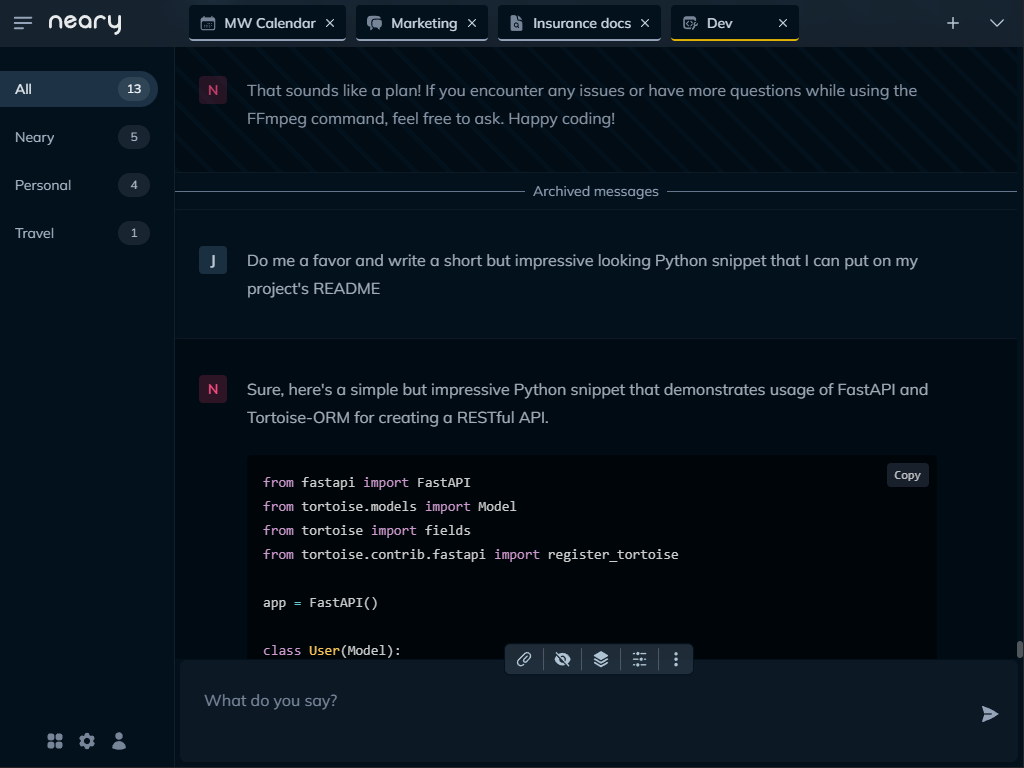 neary
MW Calendar
Marketing
Insurance docs
Dev
All 13
Neary 5
Personal 4
Travel 1
N
That sounds like a plan! If you encounter any issues or have more questions while using the
FFmpeg command, feel free to ask. Happy coding!
Archived messages
J
Do me a favor and write a short but impressive looking Python snippet that I can put on my
project's README
N
Sure, here's a simple but impressive Python snippet that demonstrates usage of FastAPI and
Tortoise-ORM for creating a RESTful API.
Copy
from fastapi import FastAPI
from tortoise.models import Model
from tortoise import fields
from tortoise.contrib.fastapi import register_tortoise
app = FastAPI()
class User(Model):
What do you say?